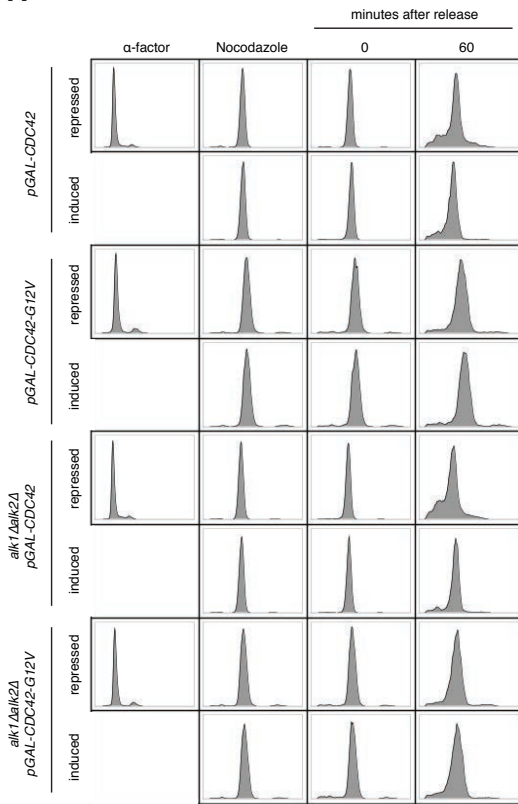 minutes after release
α-factor Nocodazole 0 60
pGAL-CDC42
repressed
induced
pGAL-CDC42-G12V
repressed
induced
alk1Δalk2Δ
pGAL-CDC42
repressed
induced
alk1Δalk2Δ
pGAL-CDC42-G12V
repressed
induced